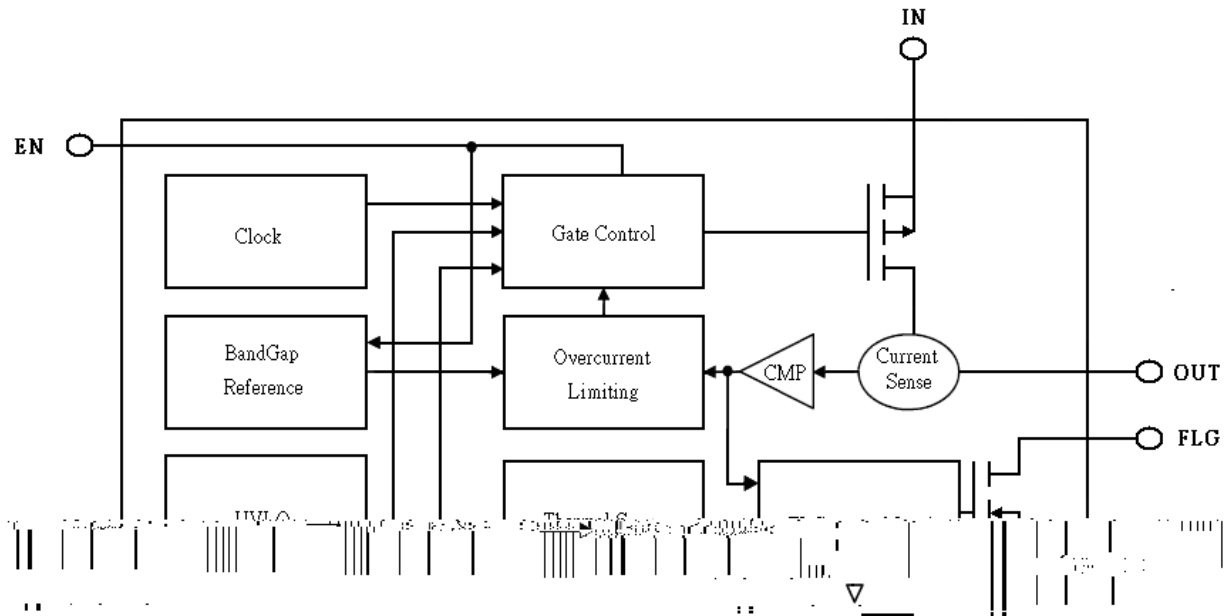 IN
EN
Clock
Gate Control
BandGap
Reference
Overcurrent
Limiting
CMP
Current
Sense
OUT
FLG